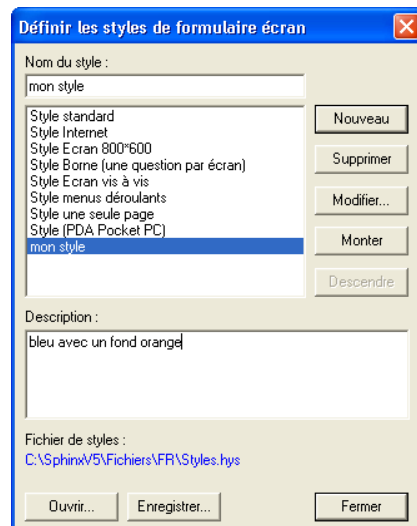 Définir les styles de formulaire écran
Nom du style :
mon style
Style standard
Style Internet
Style Ecran 800*600
Style Borne (une question par écran)
Style Ecran vis à vis
Style menus déroulants
Style une seule page
Style (PDA Pocket PC)
mon style
Nouveau
Supprimer
Modifier...
Monter
Descendre
Description :
bleu avec un fond orange
Fichier de styles :
C:\SphinxV5\Fichiers\FR\Styles.hys
Ouvrir...
Enregistrer...
Fermer